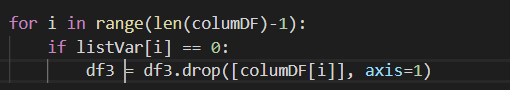 for i in range(len(columDF)-1):
    if listVar[i] == 0:
        df3 = df3.drop([columDF[i]], axis=1)